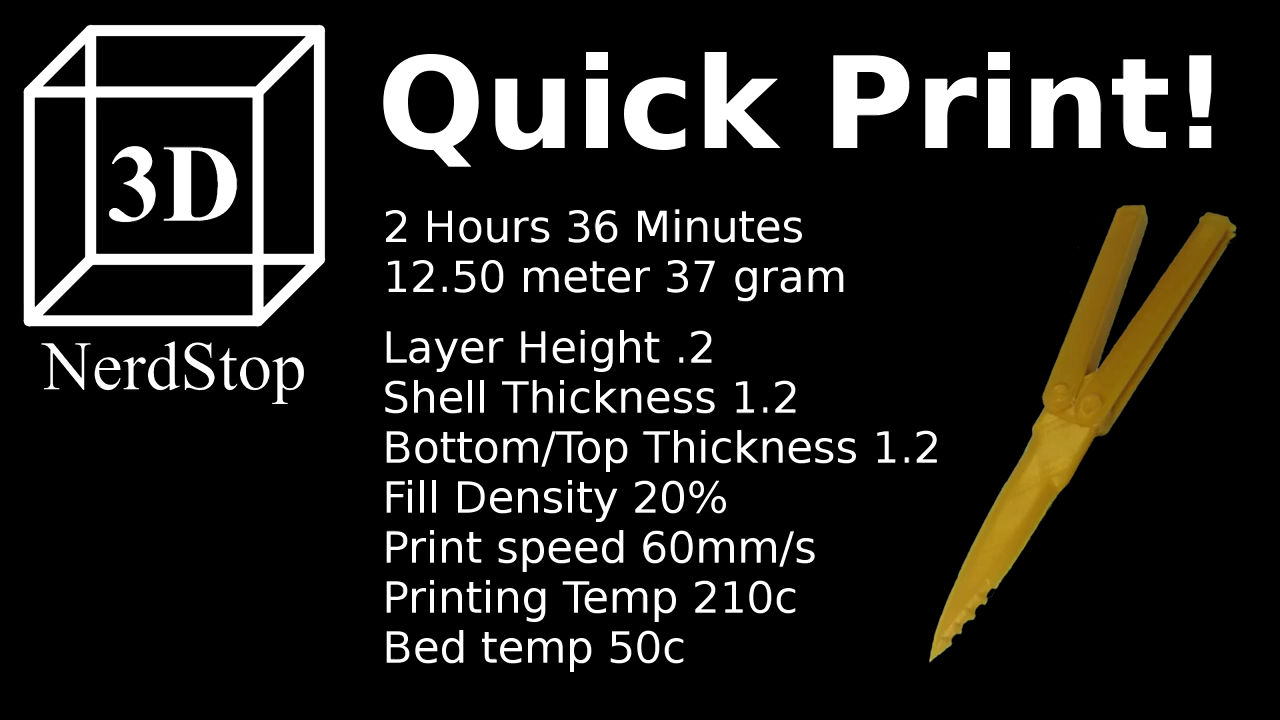 3D
NerdStop
Quick Print!
2 Hours 36 Minutes
12.50 meter 37 gram
Layer Height .2
Shell Thickness 1.2
Bottom/Top Thickness 1.2
Fill Density 20%
Print speed 60mm/s
Printing Temp 210c
Bed temp 50c